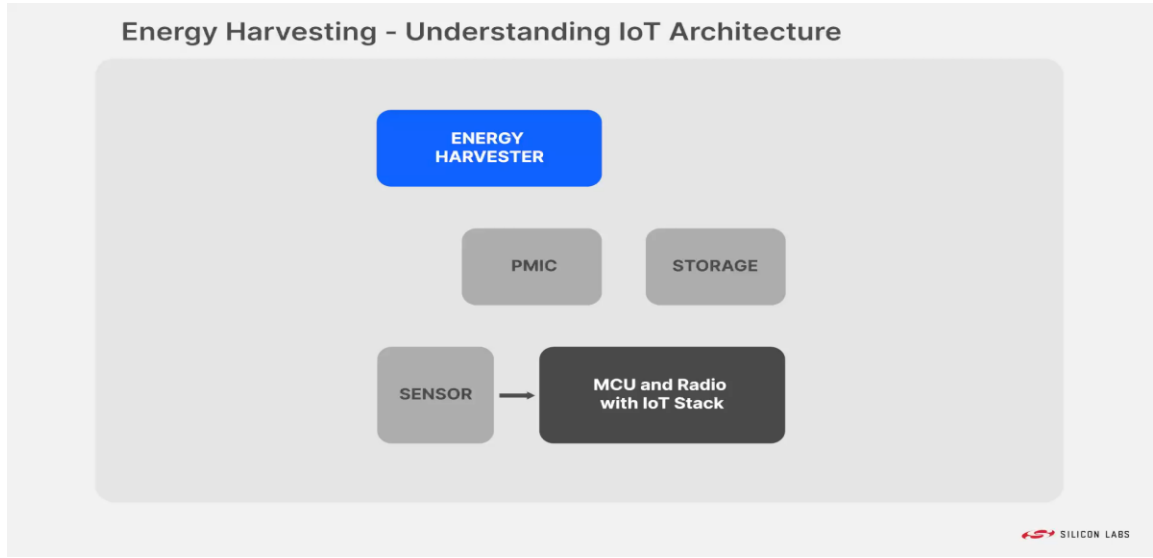 Energy Harvesting - Understanding IoT Architecture
ENERGY
HARVESTER
PMIC
STORAGE
SENSOR
MCU and Radio
with IoT Stack
SILICON LABS